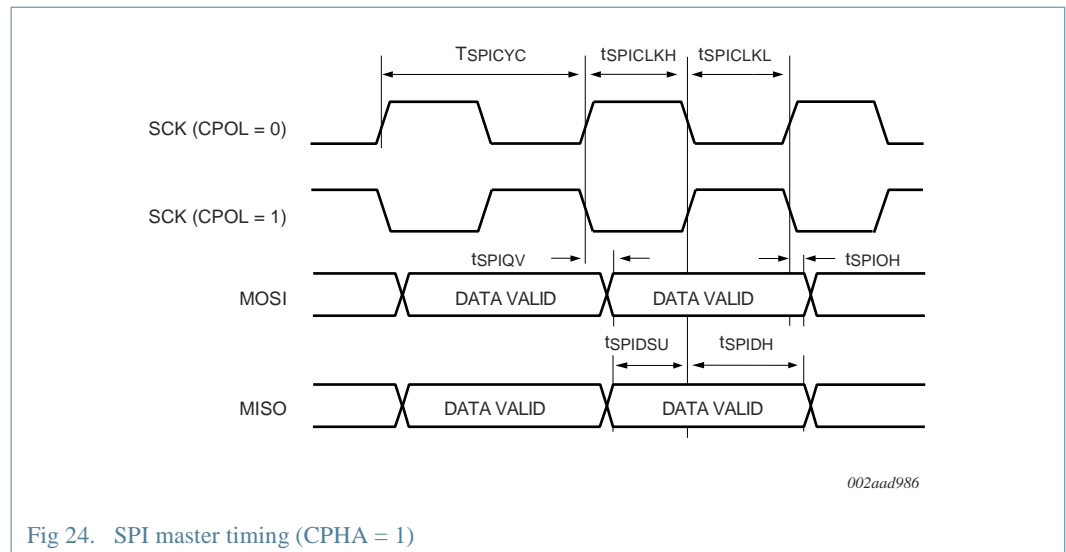 TSPICYC tSPICLKH tSPICLKL
SCK (CPOL = 0)
SCK (CPOL = 1)
tSPIQV tSPIOH
MOSI DATA VALID DATA VALID
tSPIDSU tSPIDH
MISO DATA VALID DATA VALID
002aad986
Fig 24. SPI master timing (CPHA = 1)